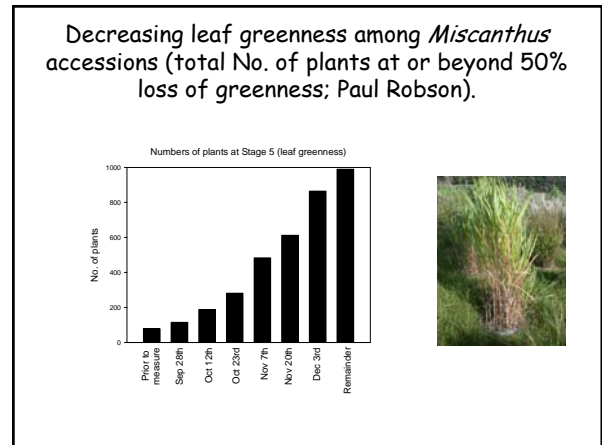 Decreasing leaf greenness among Miscanthus
accessions (total No. of plants at or beyond 50%
loss of greenness; Paul Robson).
Numbers of plants at Stage 5 (leaf greenness)
No. of plants
1000
800
600
400
200
0
Prior to
measure
Sep 28th
Oct 12th
Oct 23rd
Nov 7th
Nov 20th
Dec 3rd
Remainder